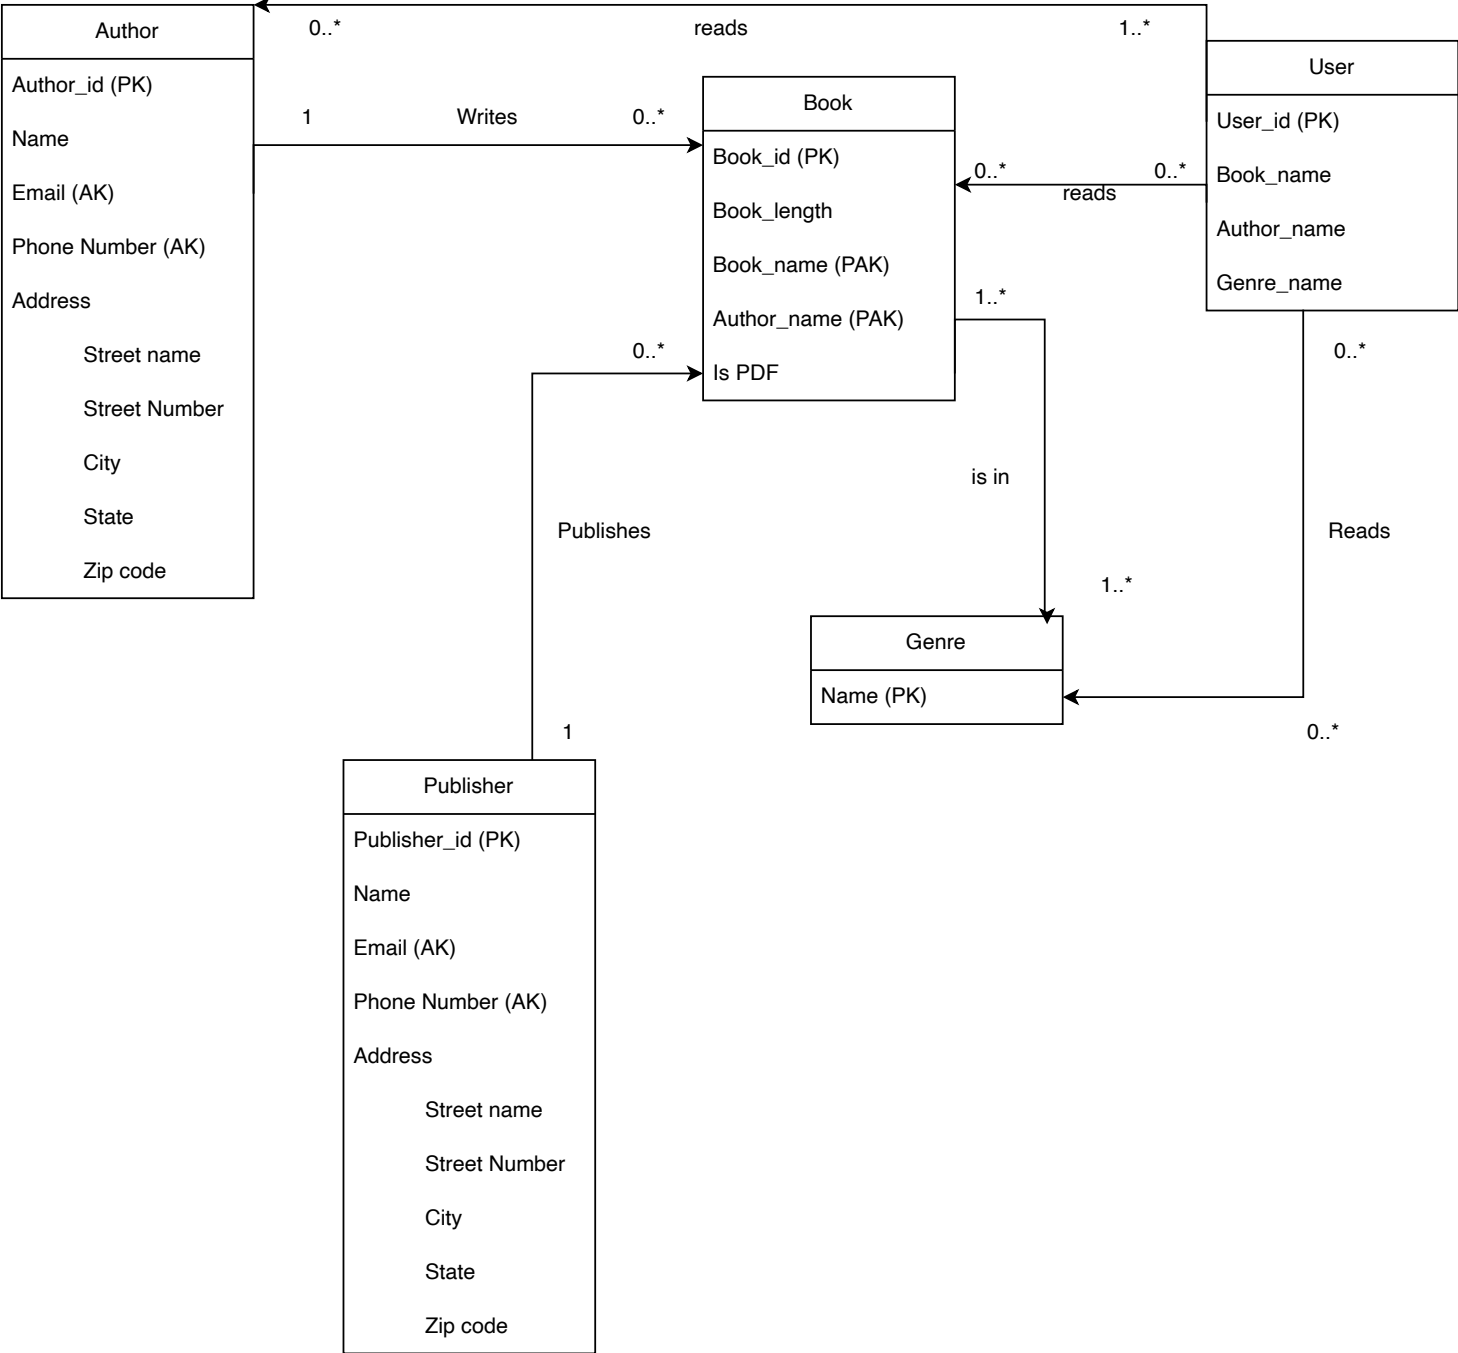 Author
Author_id (PK)
Name
Email (AK)
Phone Number (AK)
Address
Street name
Street Number
City
State
Zip code
0..*
reads
1..*
1
Writes
0..*
Book
Book_id (PK)
Book_length
Book_name (PAK)
Author_name (PAK)
Is PDF
User
User_id (PK)
Book_name
Author_name
Genre_name
0..*
reads
0..*
1..*
is in
1..*
0..*
Reads
0..*
Genre
Name (PK)
0..*
Publishes
1
Publisher
Publisher_id (PK)
Name
Email (AK)
Phone Number (AK)
Address
Street name
Street Number
City
State
Zip code